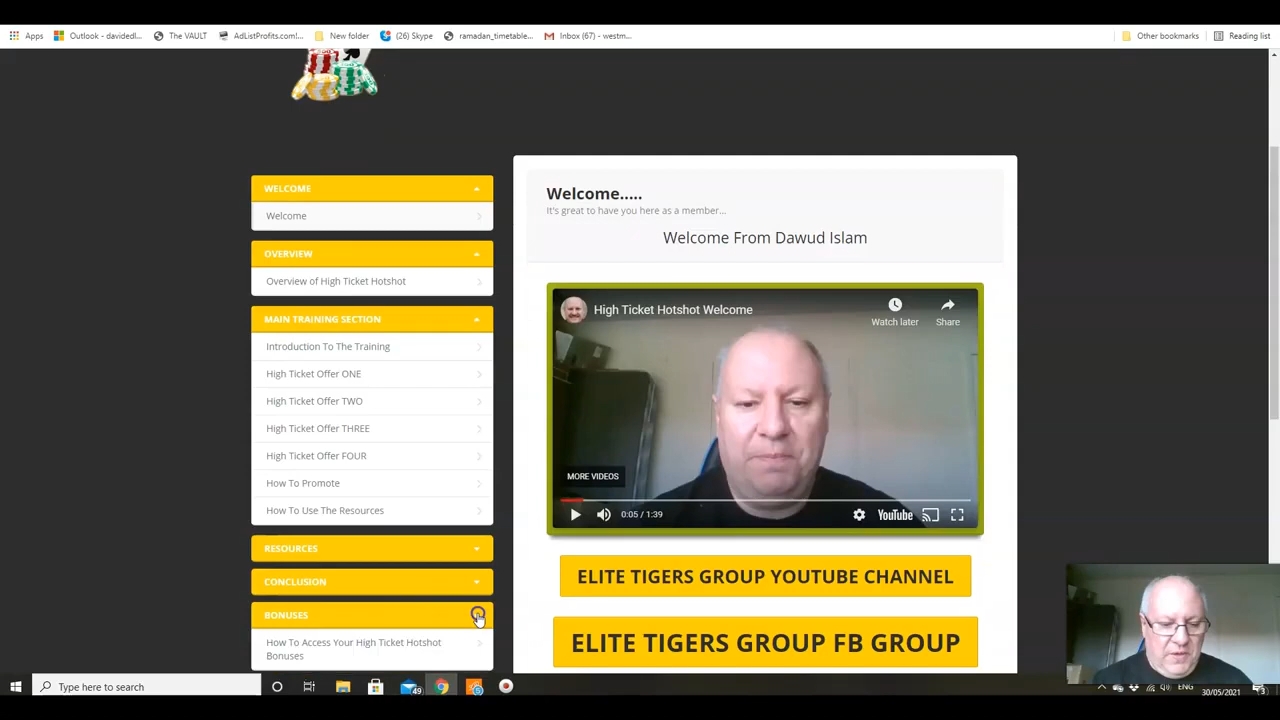 Apps
Outlook - davidedl...
The VAULT
AdListProfits.com!...
New folder
(26) Skype
ramadan_timetable...
Inbox (67) - westm...
Other bookmarks
Reading list
WELCOME
Welcome
OVERVIEW
Overview of High Ticket Hotshot
MAIN TRAINING SECTION
Introduction To The Training
High Ticket Offer ONE
High Ticket Offer TWO
High Ticket Offer THREE
High Ticket Offer FOUR
How To Promote
How To Use The Resources
RESOURCES
CONCLUSION
BONUSES
How To Access Your High Ticket Hotshot
Bonuses
Welcome.....
It's great to have you here as a member...
Welcome From Dawud Islam
High Ticket Hotshot Welcome
Watch later
Share
MORE VIDEOS
0:05 / 1:39
YouTube
ELITE TIGERS GROUP YOUTUBE CHANNEL
ELITE TIGERS GROUP FB GROUP
Type here to search
49
ENG
30/05/2021
3